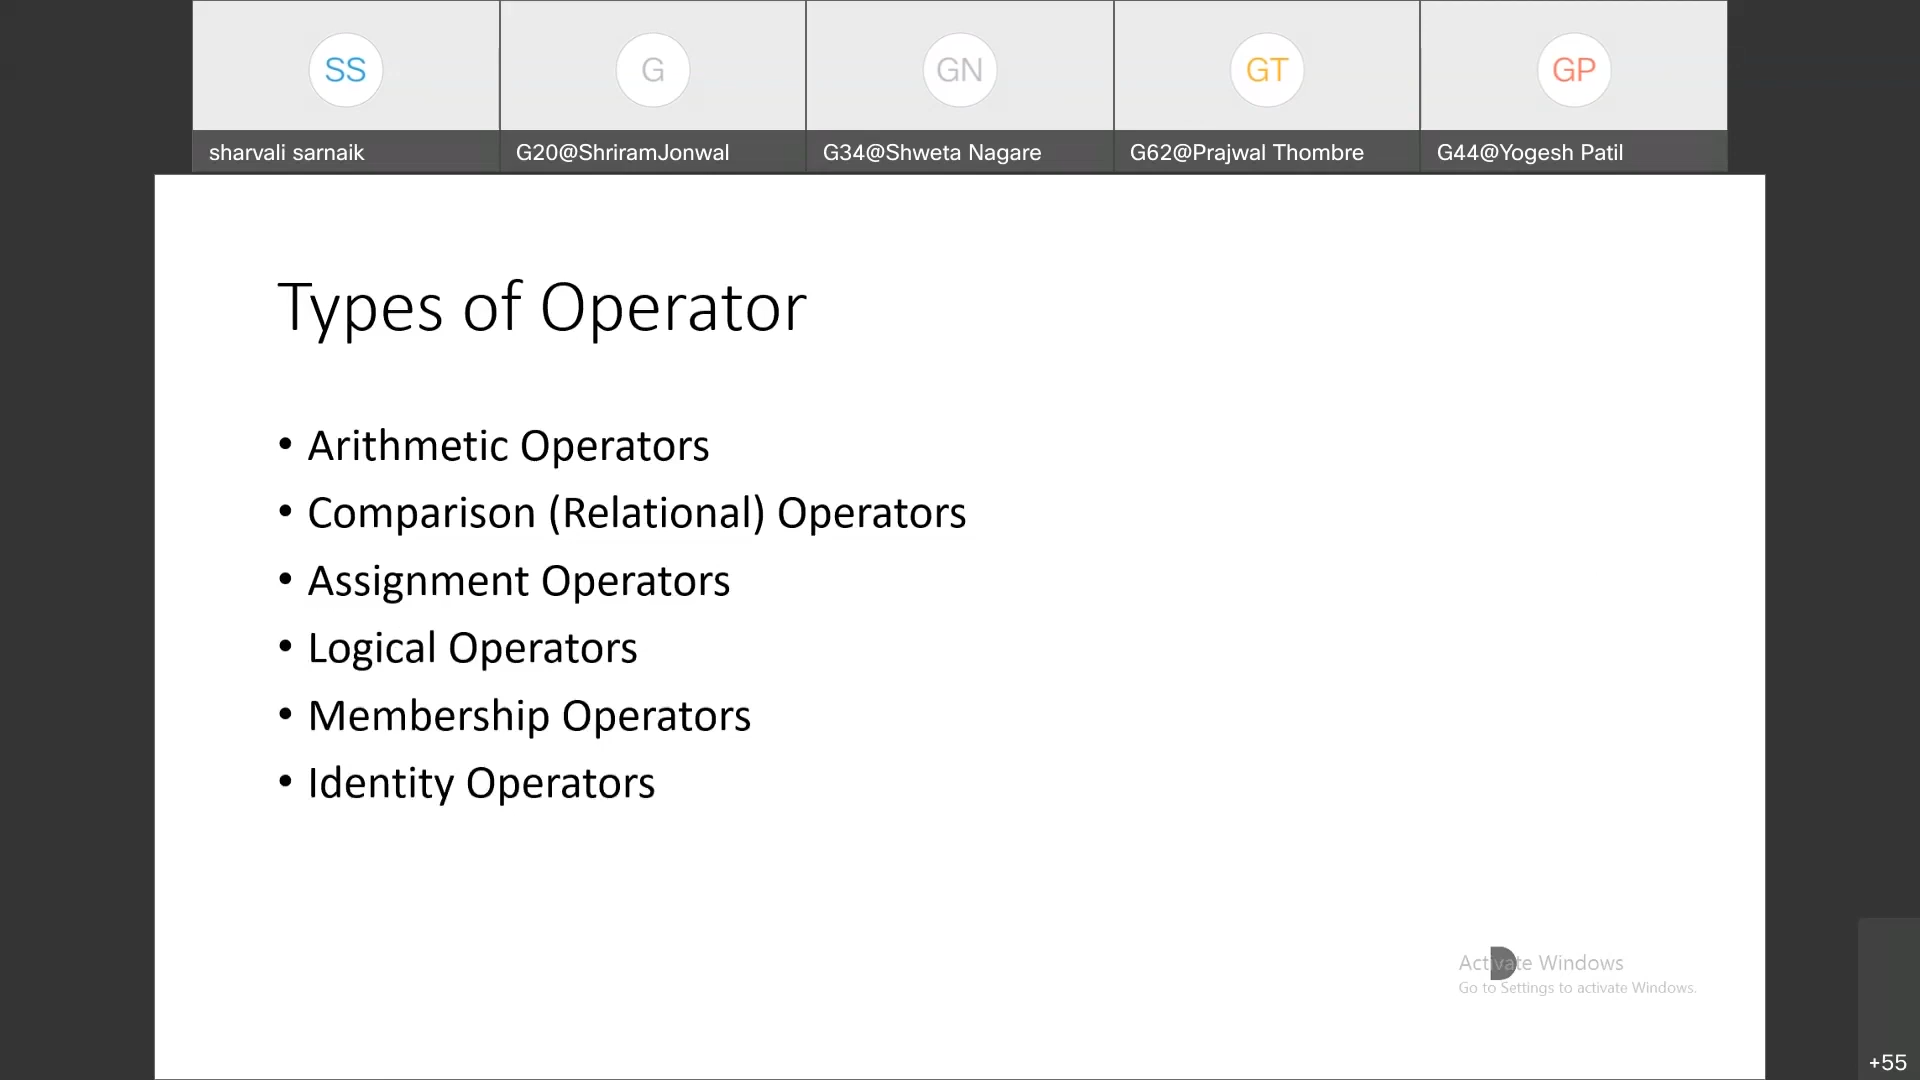 SS
G
GN
GT
GP
sharvali sarnaik
G20@ShriramJonwal
G34@Shweta Nagare
G62@Prajwal Thombre
G44@Yogesh Patil
Types of Operator
• Arithmetic Operators
• Comparison (Relational) Operators
• Assignment Operators
• Logical Operators
• Membership Operators
• Identity Operators
Activate Windows
Go to Settings to activate Windows.
+55